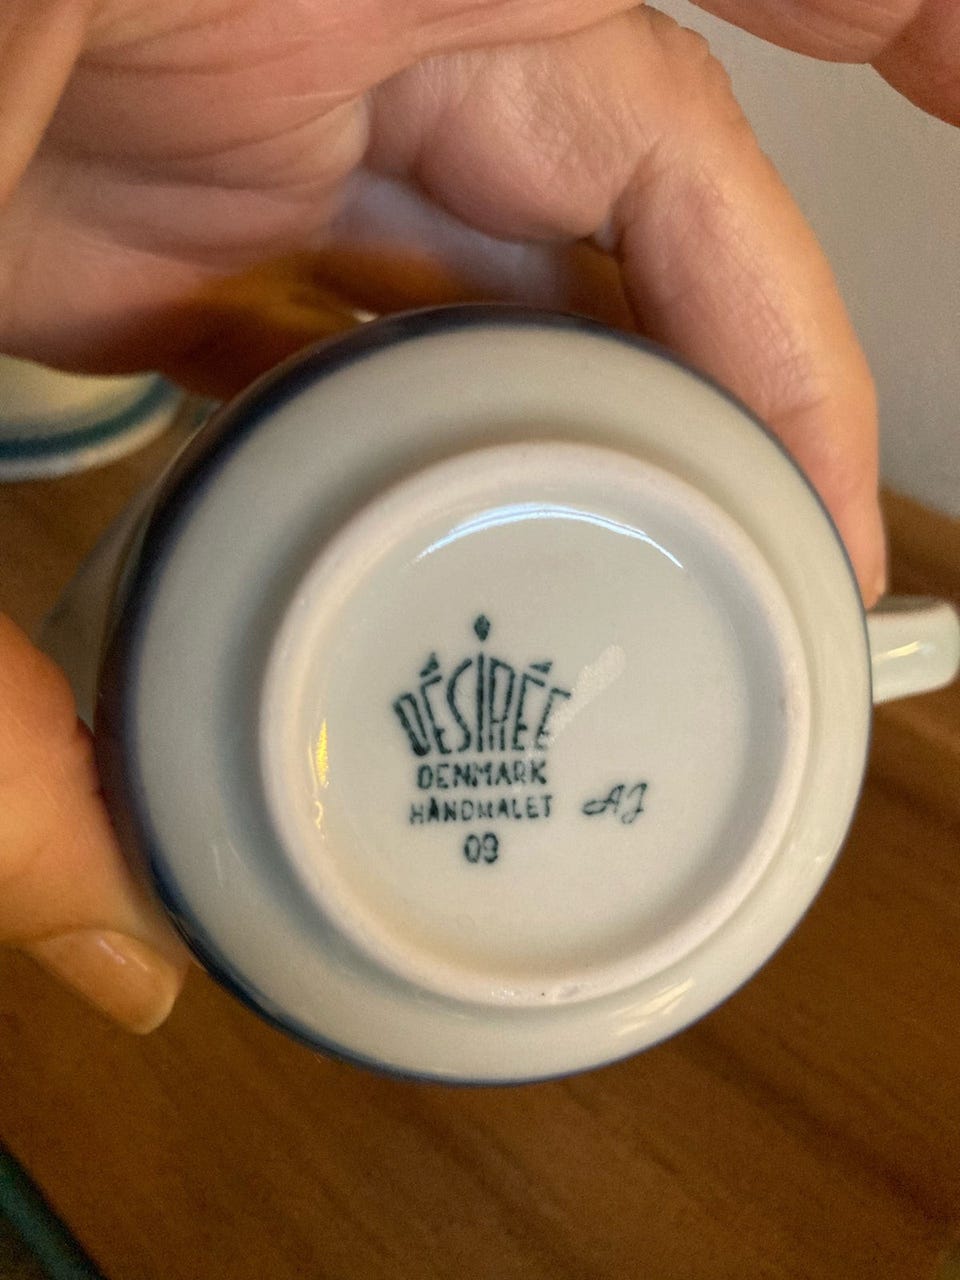 DÉSIRÉE
DENMARK
HÅNDMALET AJ
09